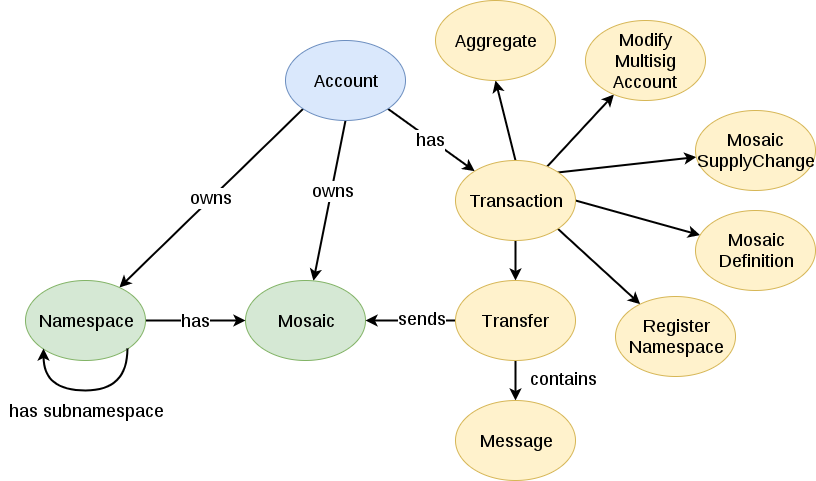 Aggregate
Modify
Multisig
Account
Account
has
Mosaic
SupplyChange
owns
owns
Transaction
Mosaic
Definition
Namespace
has
Mosaic
sends
Transfer
Register
Namespace
contains
has subnamespace
Message